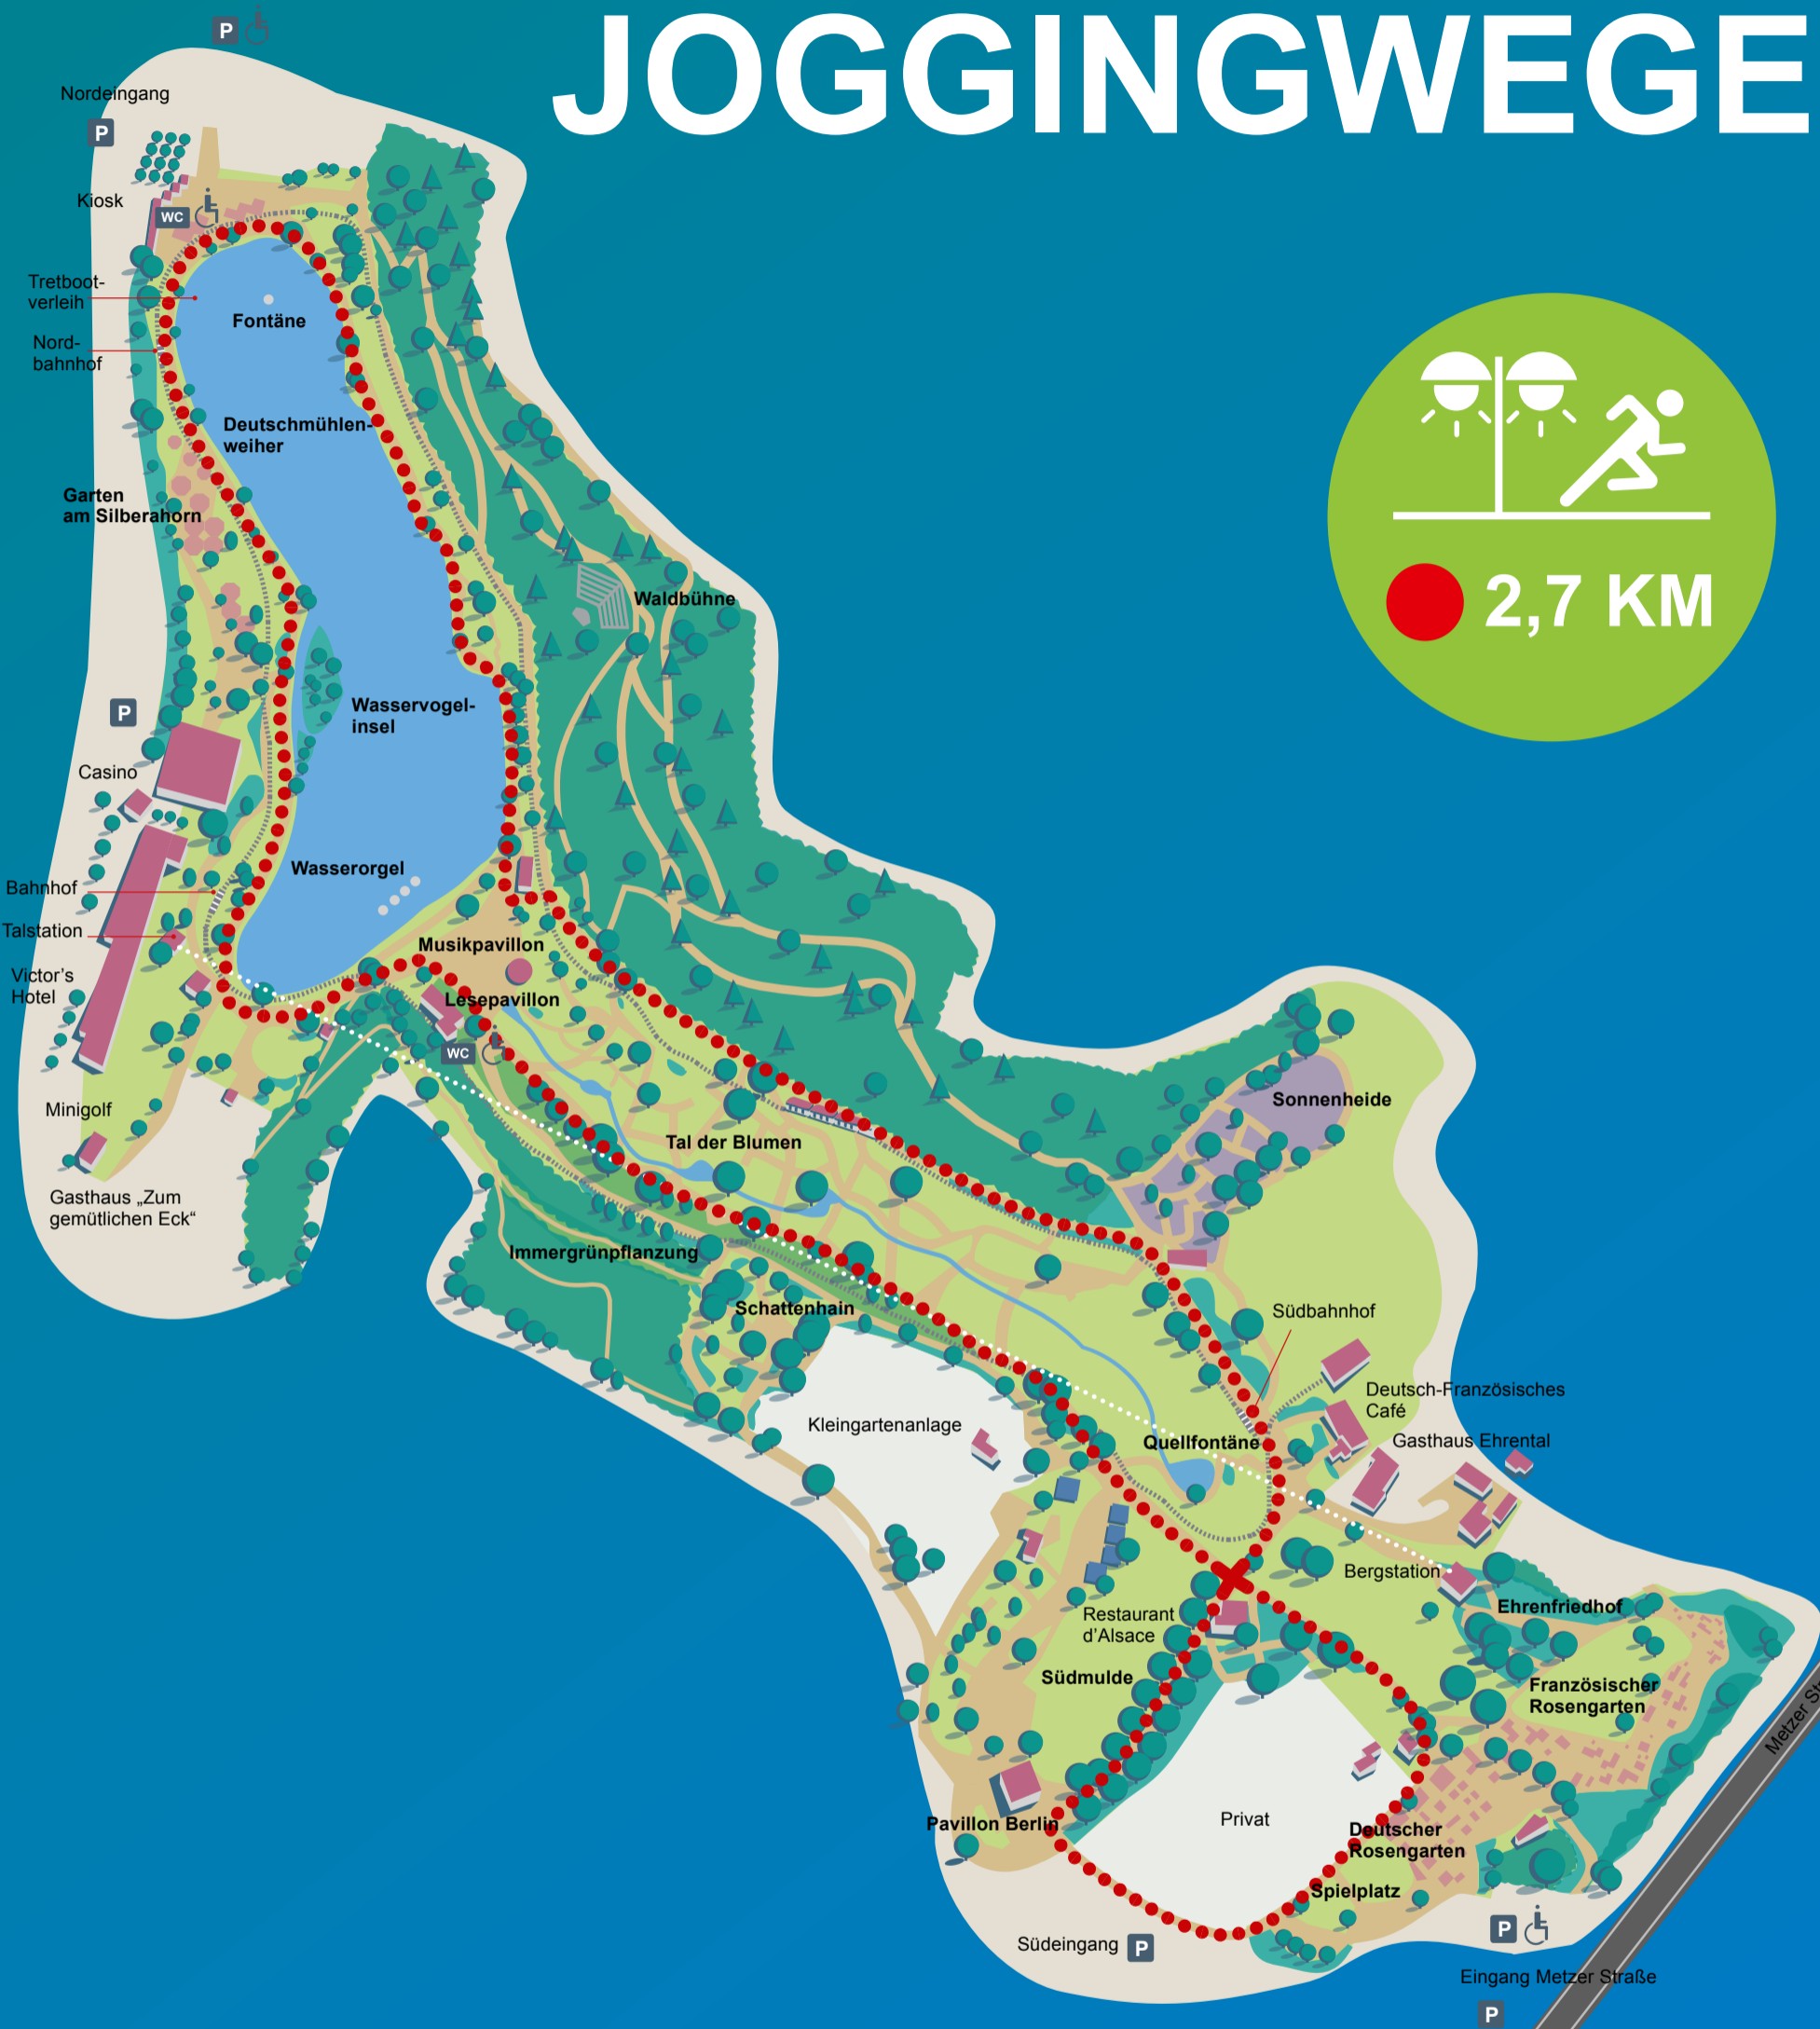 JOGGINGWEGE
P
Nordeingang
P
Kiosk
WC
Tretboot-
verleih
Fontäne
Nord-
bahnhof
Deutschmühlen-
weiher
Garten
am Silberahorn
2,7 KM
Waldbühne
Wasservogel-
insel
P
Casino
Wasserorgel
Bahnhof
Talstation
Musikpavillon
Victor's
Hotel
Lesepavillon
WC
Minigolf
Sonnenheide
Tal der Blumen
Gasthaus „Zum
gemütlichen Eck“
Immergrünpflanzung
Schattenhain
Südbahnhof
Deutsch-Französisches
Café
Kleingartenanlage
Quellfontäne
Gasthaus Ehrental
Bergstation
Restaurant
d'Alsace
Ehrenfriedhof
Südmulde
Französischer
Rosengarten
Metzer Str
Pavillon Berlin
Privat
Deutscher
Rosengarten
Spielplatz
Südeingang P
P
Eingang Metzer Straße
P